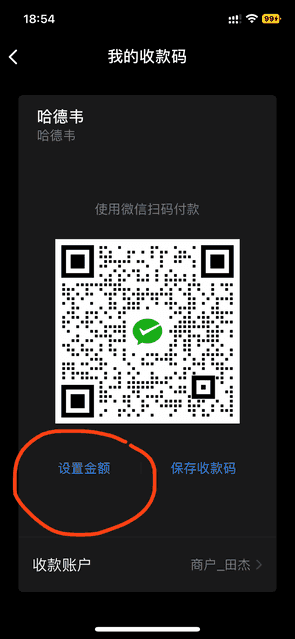 18:54
99+
我的收款码
哈德韦
哈德韦
使用微信扫码付款
设置金额
保存收款码
收款账户
商户_田杰